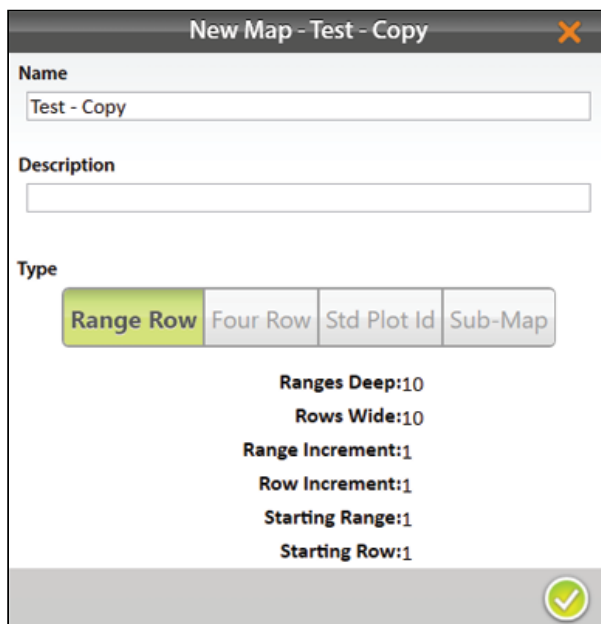 New Map - Test - Copy
Name
Test - Copy
Description
Type
Range Row Four Row Std Plot Id Sub-Map
Ranges Deep:10
Rows Wide:10
Range Increment:1
Row Increment:1
Starting Range:1
Starting Row:1